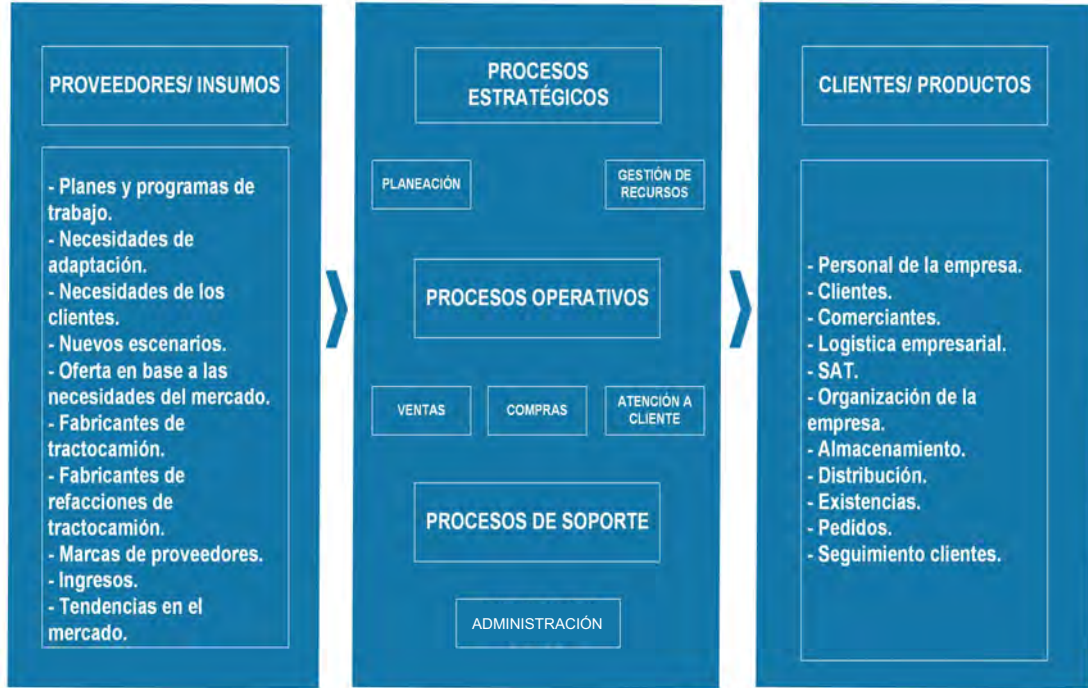 PROVEEDORES/ INSUMOS
- Planes y programas de
trabajo.
- Necesidades de
adaptación.
- Necesidades de los
clientes.
- Nuevos escenarios.
- Oferta en base a las
necesidades del mercado.
- Fabricantes de
tractocamión.
- Fabricantes de
refacciones de
tractocamión.
- Marcas de proveedores.
- Ingresos.
- Tendencias en el
mercado.
PROCESOS
ESTRATÉGICOS
PLANEACIÓN
GESTIÓN DE
RECURSOS
PROCESOS OPERATIVOS
VENTAS
COMPRAS
ATENCIÓN A
CLIENTE
PROCESOS DE SOPORTE
ADMINISTRACIÓN
CLIENTES/ PRODUCTOS
- Personal de la empresa.
- Clientes.
- Comerciantes.
- Logistica empresarial.
- SAT.
- Organización de la
empresa.
- Almacenamiento.
- Distribución.
- Existencias.
- Pedidos.
- Seguimiento clientes.